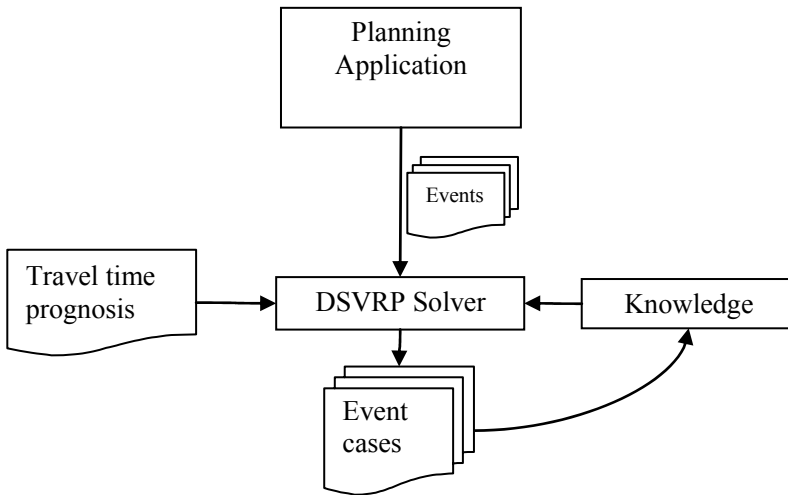 Planning
Application
Events
Travel time
prognosis
DSVRP Solver
Knowledge
Event
cases